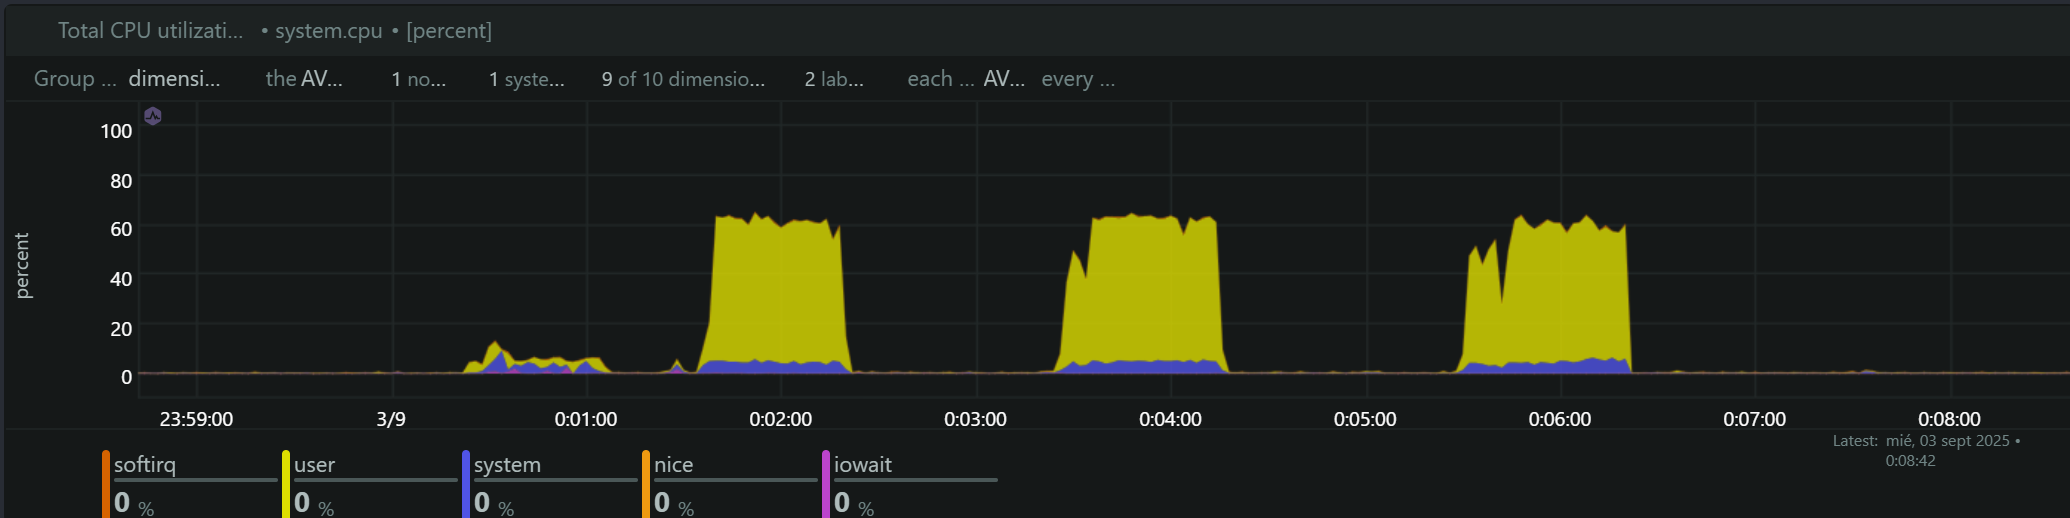 Total CPU utilizati... • system.cpu • [percent]
Group ... dimensi... the AV... 1 no... 1 syste... 9 of 10 dimensio... 2 lab... each ... AV... every ...
percent
100
80
60
40
20
0
23:59:00 3/9 0:01:00 0:02:00 0:03:00 0:04:00 0:05:00 0:06:00 0:07:00 0:08:00
Latest: mié, 03 sept 2025 •
0:08:42
softirq user system nice iowait
0 % 0 % 0 % 0 % 0 %